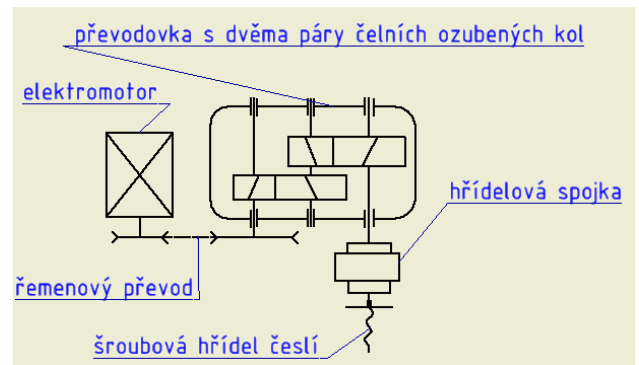 převodovka s dvěma páry čelních ozubených kol
elektromotor
hřídelová spojka
řemenový převod
šroubová hřídel česlí